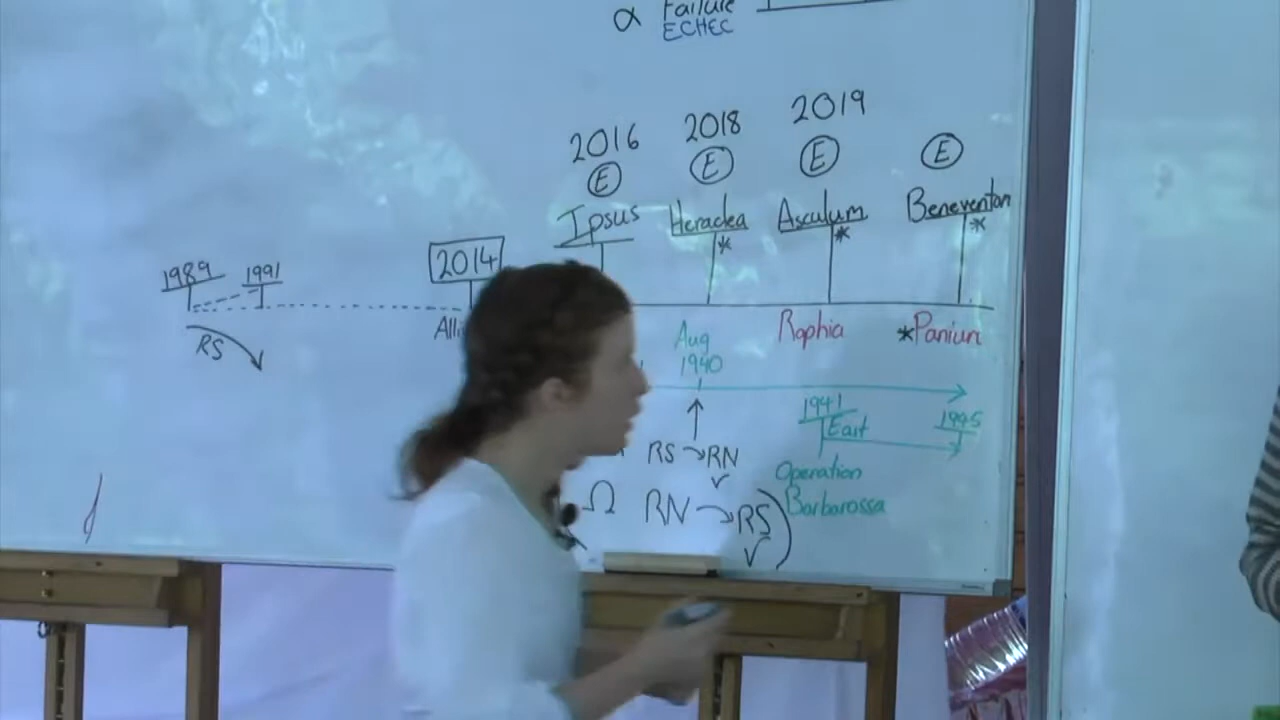 α Failure
ECHEC
2016 2018 2019
E E E E
Ipsus Heraclea Asculum Beneventon
* * *
1989 1991 2014
RS
Aug
1940
Raphia *Panium
1941 East 1945
RS → RN
✓
Operation
Barbarossa
Ω RN → RS)
✓